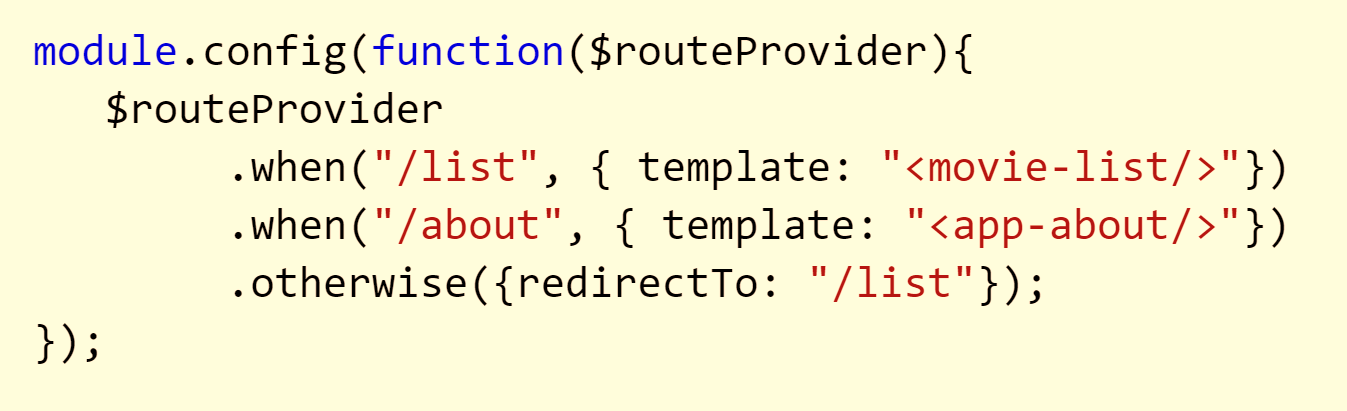 module.config(function($routeProvider){
   $routeProvider
        .when("/list", { template: "<movie-list/>"})
        .when("/about", { template: "<app-about/>"})
        .otherwise({redirectTo: "/list"});
});